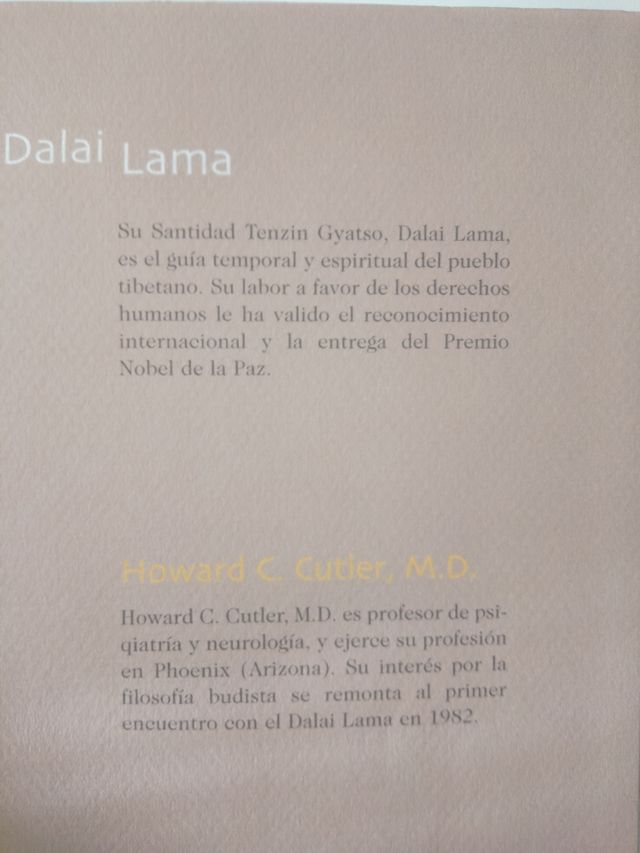 Dalai Lama
Su Santidad Tenzin Gyatso, Dalai Lama,
es el guía temporal y espiritual del pueblo
tibetano. Su labor a favor de los derechos
humanos le ha valido el reconocimiento
internacional y la entrega del Premio
Nobel de la Paz.
Howard C. Cutler, M.D.
Howard C. Cutler, M.D. es profesor de psi-
qiatría y neurología, y ejerce su profesión
en Phoenix (Arizona). Su interés por la
filosofía budista se remonta al primer
encuentro con el Dalai Lama en 1982.